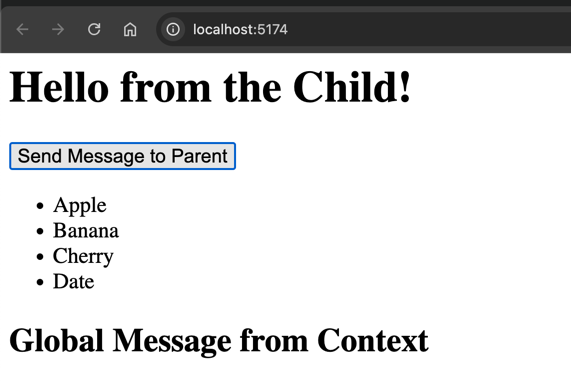 localhost:5174
Hello from the Child!
Send Message to Parent
• Apple
• Banana
• Cherry
• Date
Global Message from Context